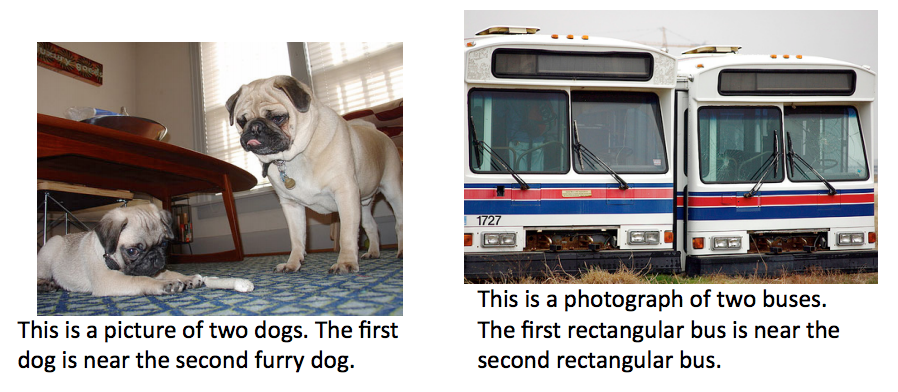 1727
This is a picture of two dogs. The first
dog is near the second furry dog.
This is a photograph of two buses.
The first rectangular bus is near the
second rectangular bus.